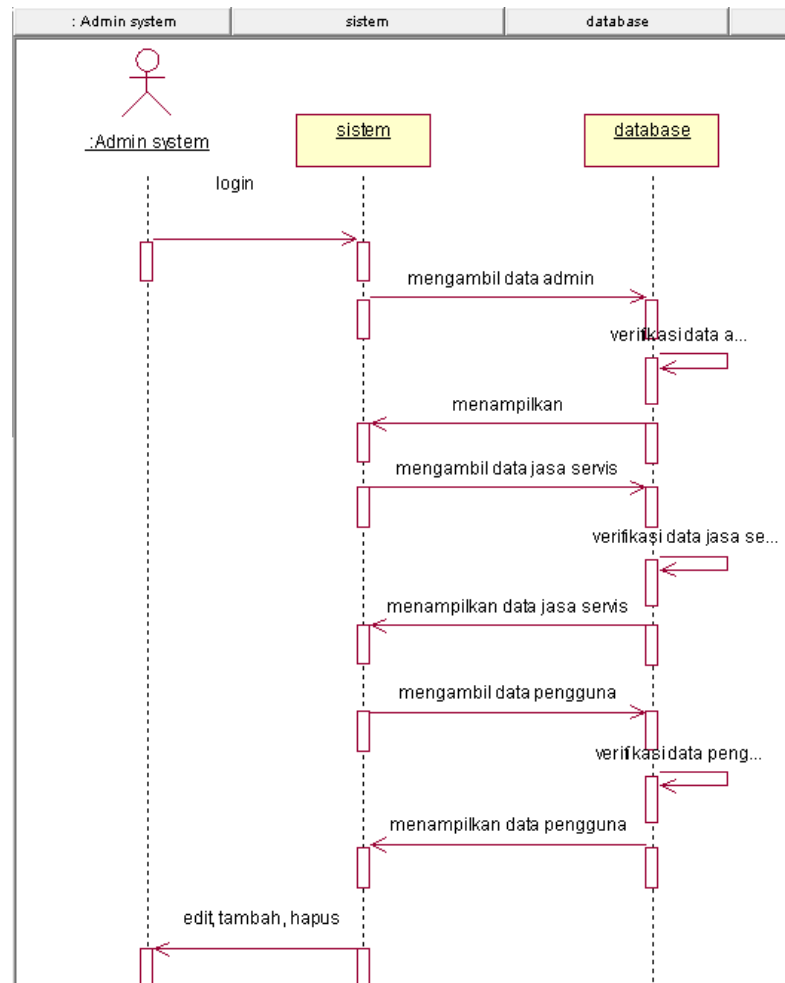 : Admin system
sistem
database
:Admin system
sistem
database
login
mengambil data admin
verifikasi data a...
menampilkan
mengambil data jasa servis
verifikasi data jasa se...
menampilkan data jasa servis
mengambil data pengguna
verifikasi data peng...
menampilkan data pengguna
edit, tambah, hapus